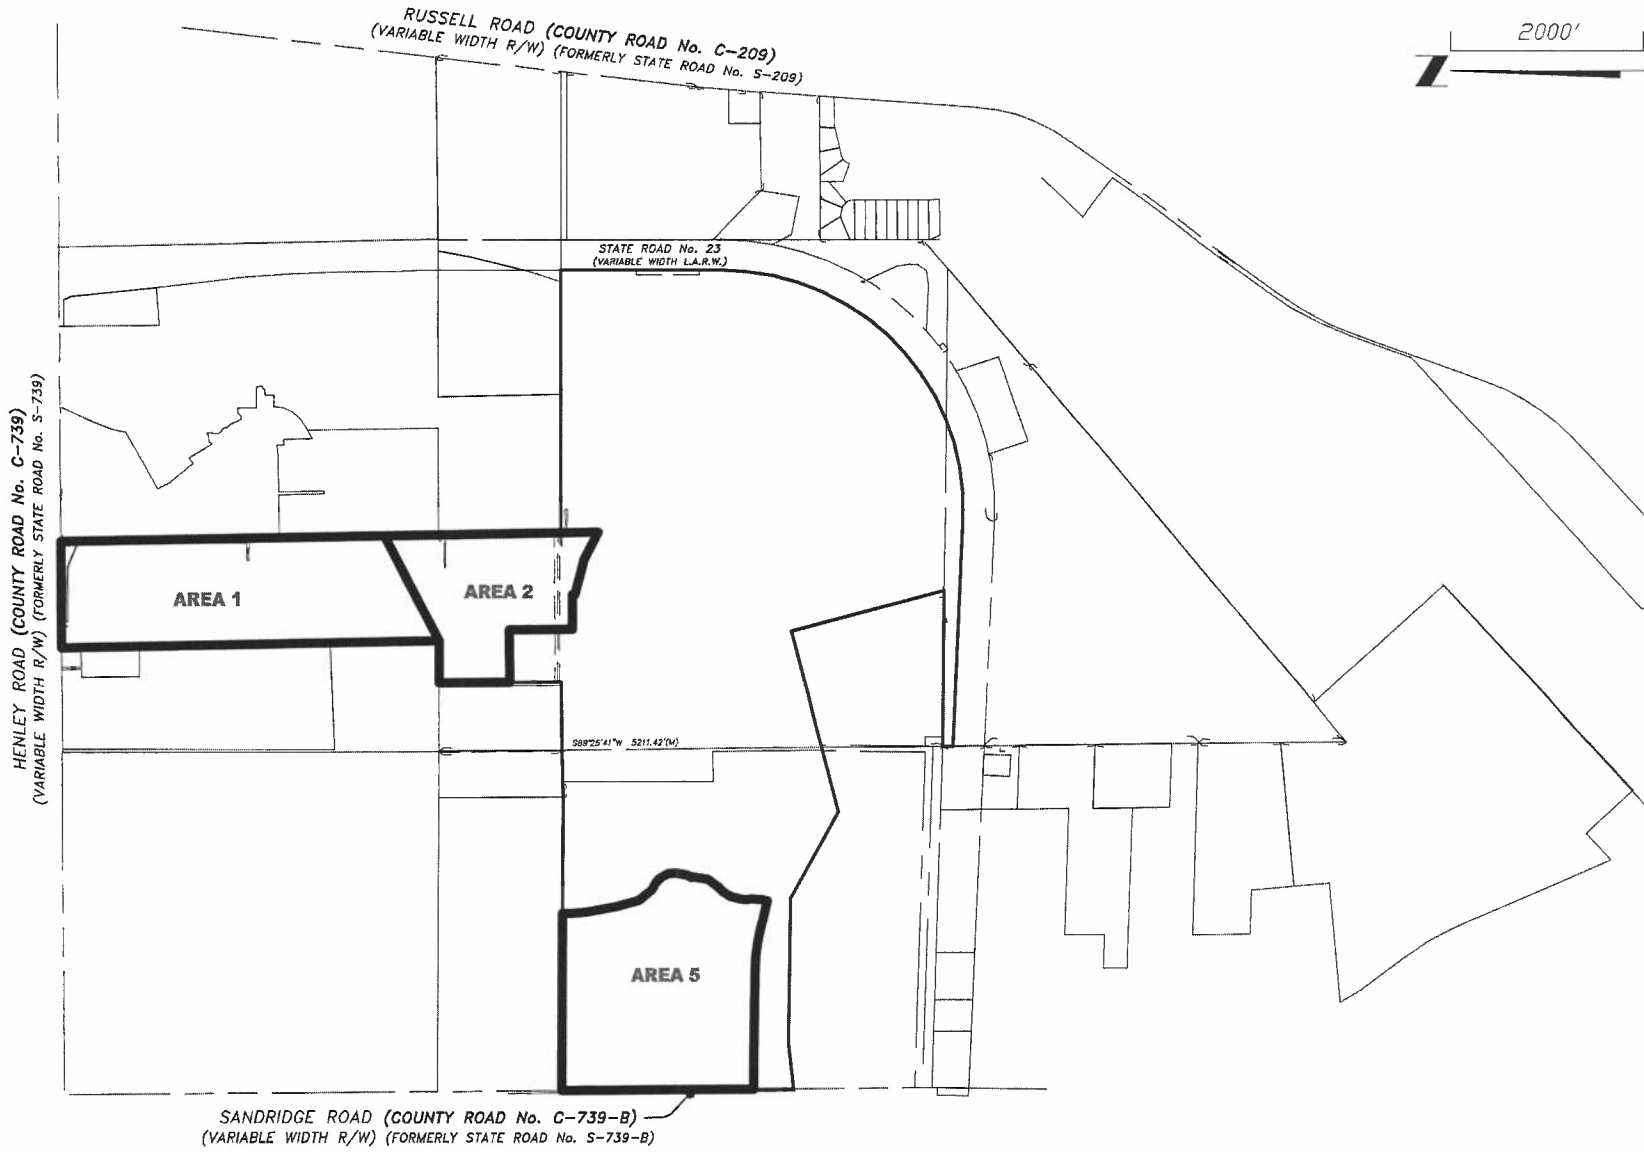 RUSSELL ROAD (COUNTY ROAD No. C-209)
(VARIABLE WIDTH R/W) (FORMERLY STATE ROAD No. S-209)
2000'
STATE ROAD No. 23
(VARIABLE WIDTH L.A.R.W.)
HENLEY ROAD (COUNTY ROAD No. C-739)
(VARIABLE WIDTH R/W) (FORMERLY STATE ROAD No. S-739)
AREA 1
AREA 2
S89°25'41"W 5211.42'(M)
AREA 5
SANDRIDGE ROAD (COUNTY ROAD No. C-739-B)
(VARIABLE WIDTH R/W) (FORMERLY STATE ROAD No. S-739-B)